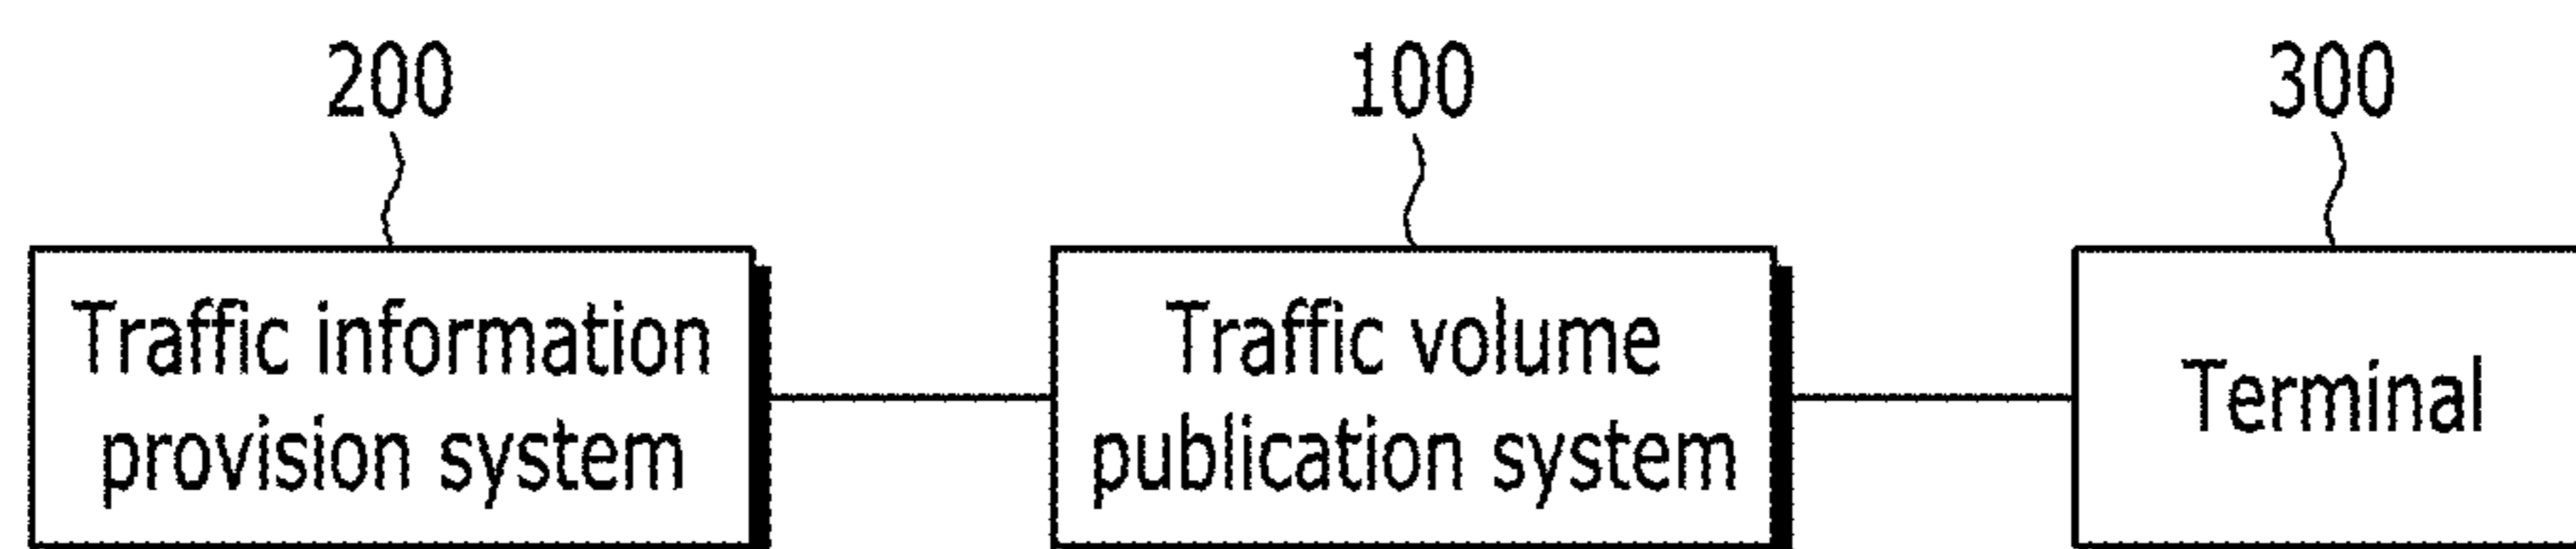 200
100
300
Traffic information
provision system
Traffic volume
publication system
Terminal